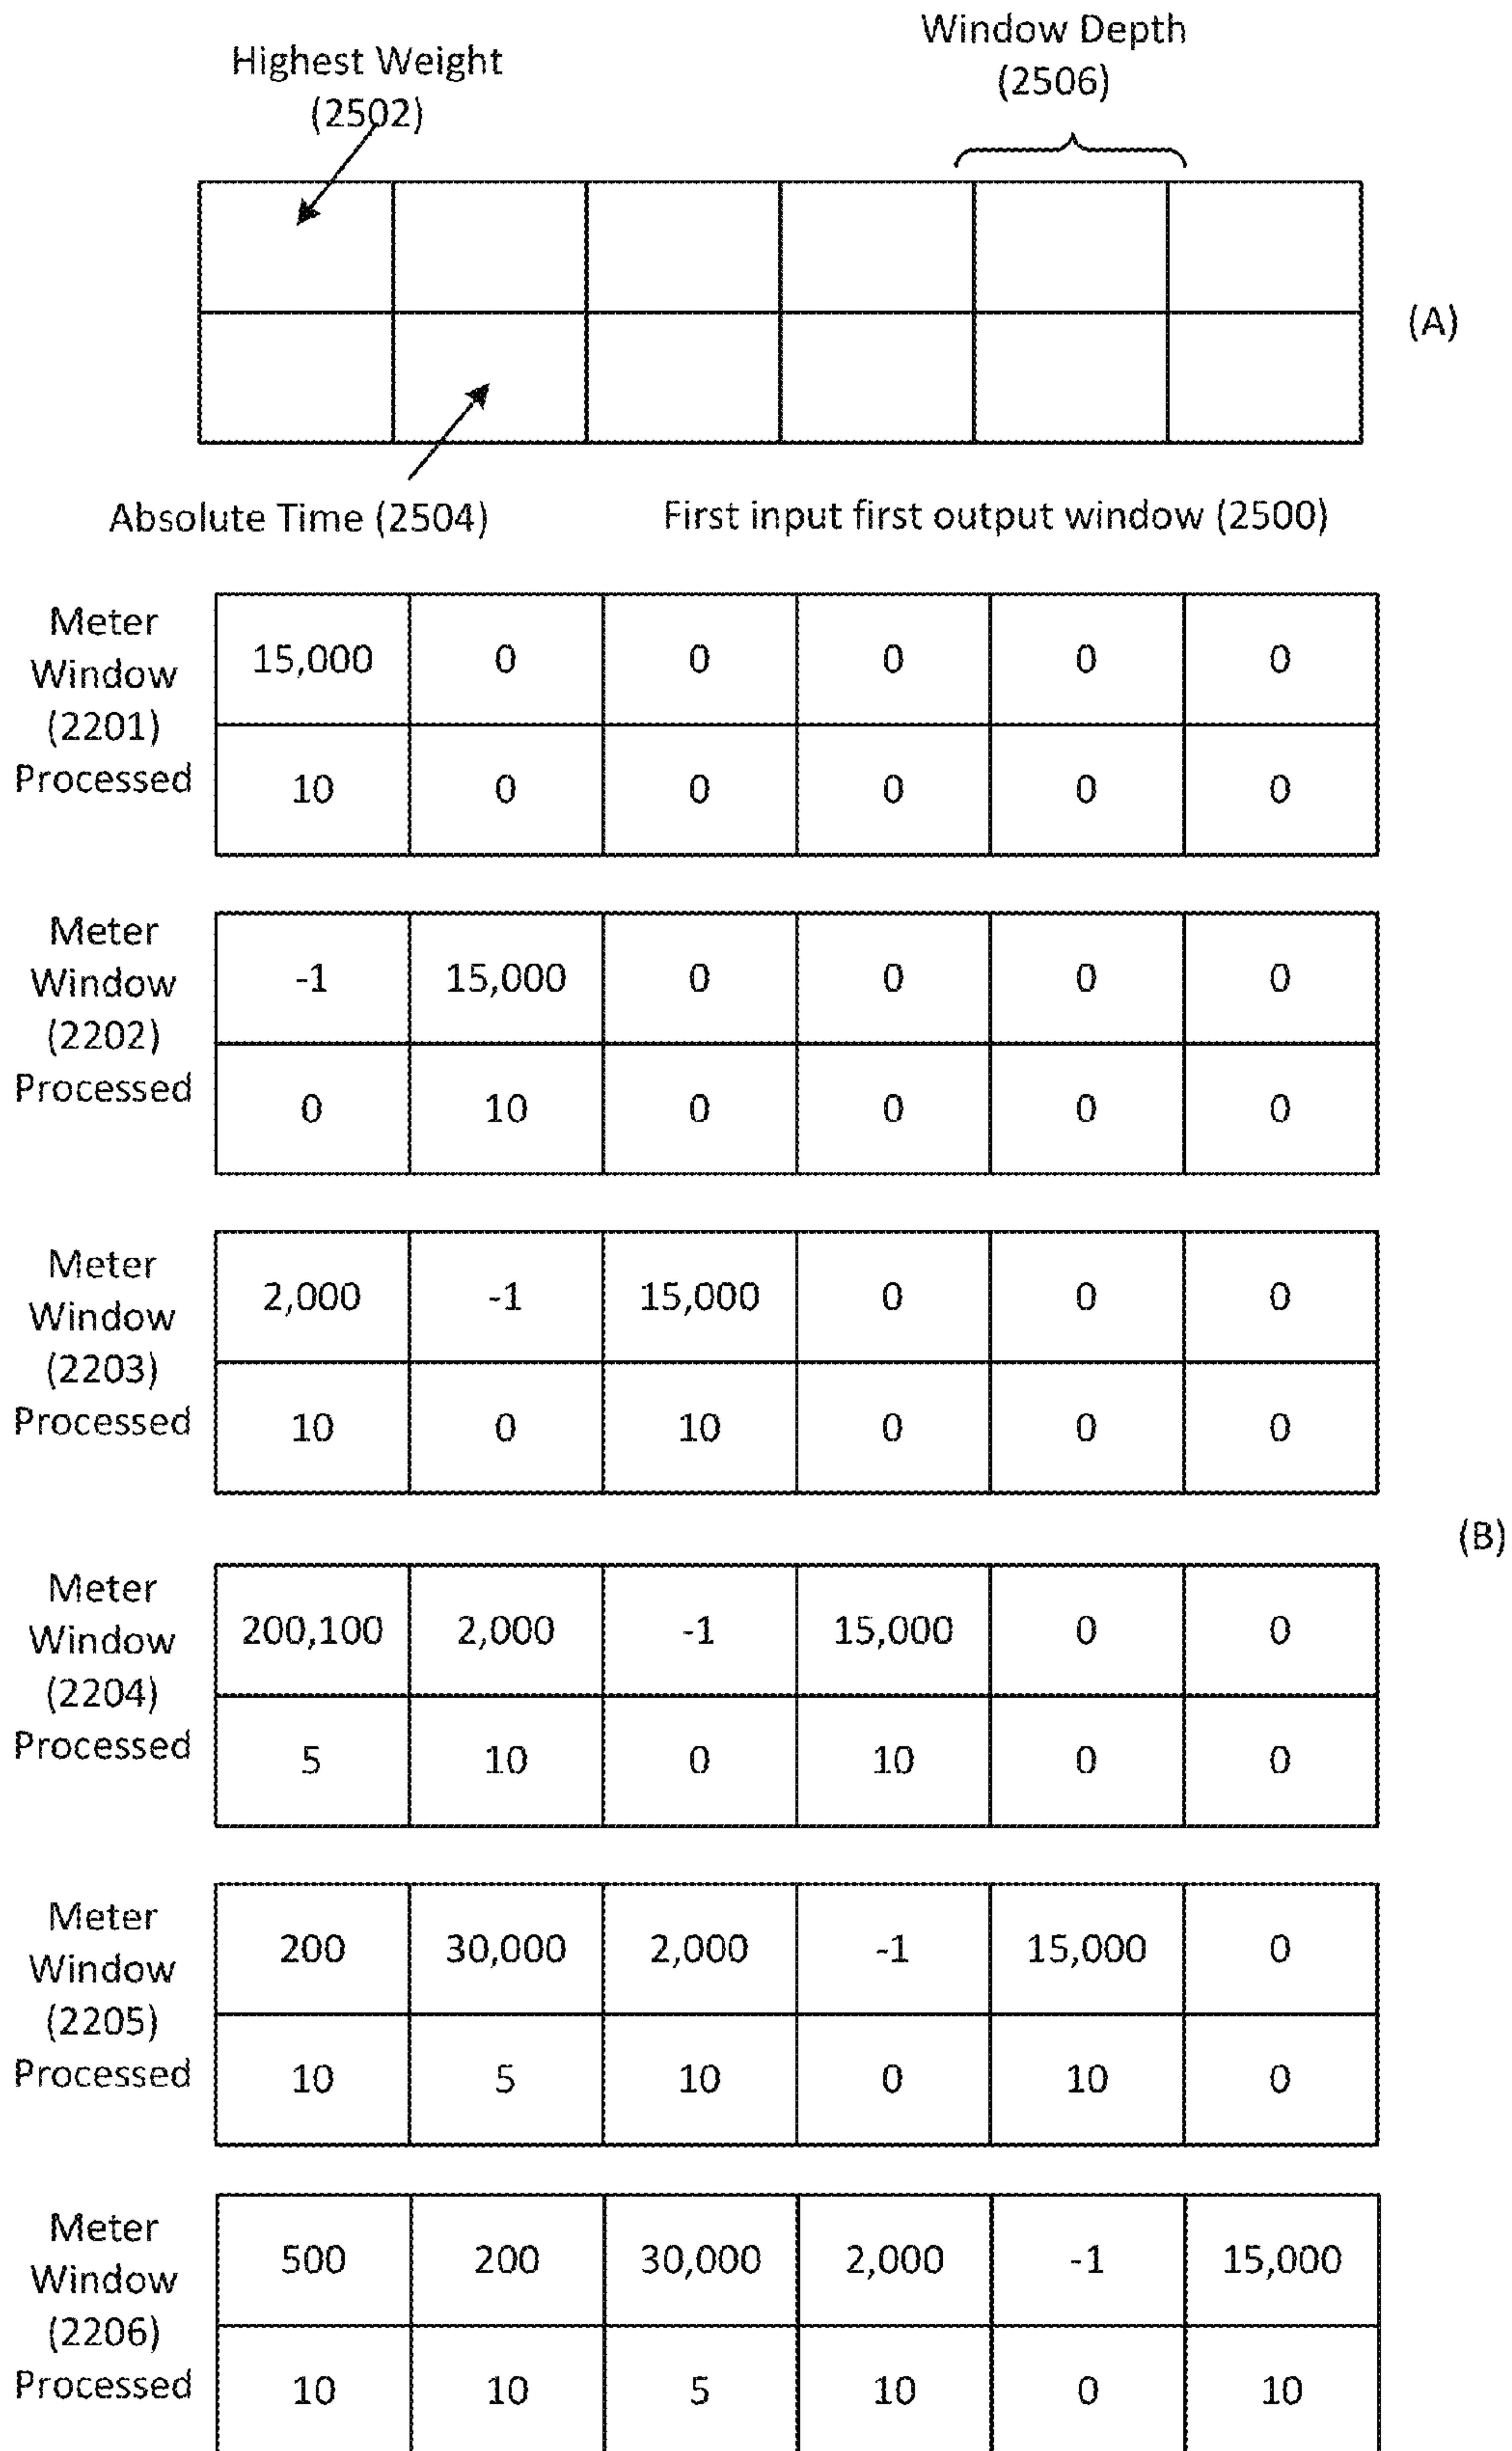 Highest Weight
(2502)
Window Depth
(2506)
(A)
Absolute Time (2504)
First input first output window (2500)
Meter
Window
(2201)
Processed
15,000 0 0 0 0 0
10 0 0 0 0 0
Meter
Window
(2202)
Processed
-1 15,000 0 0 0 0
0 10 0 0 0 0
Meter
Window
(2203)
Processed
2,000 -1 15,000 0 0 0
10 0 10 0 0 0
(B)
Meter
Window
(2204)
Processed
200,100 2,000 -1 15,000 0 0
5 10 0 10 0 0
Meter
Window
(2205)
Processed
200 30,000 2,000 -1 15,000 0
10 5 10 0 10 0
Meter
Window
(2206)
Processed
500 200 30,000 2,000 -1 15,000
10 10 5 10 0 10